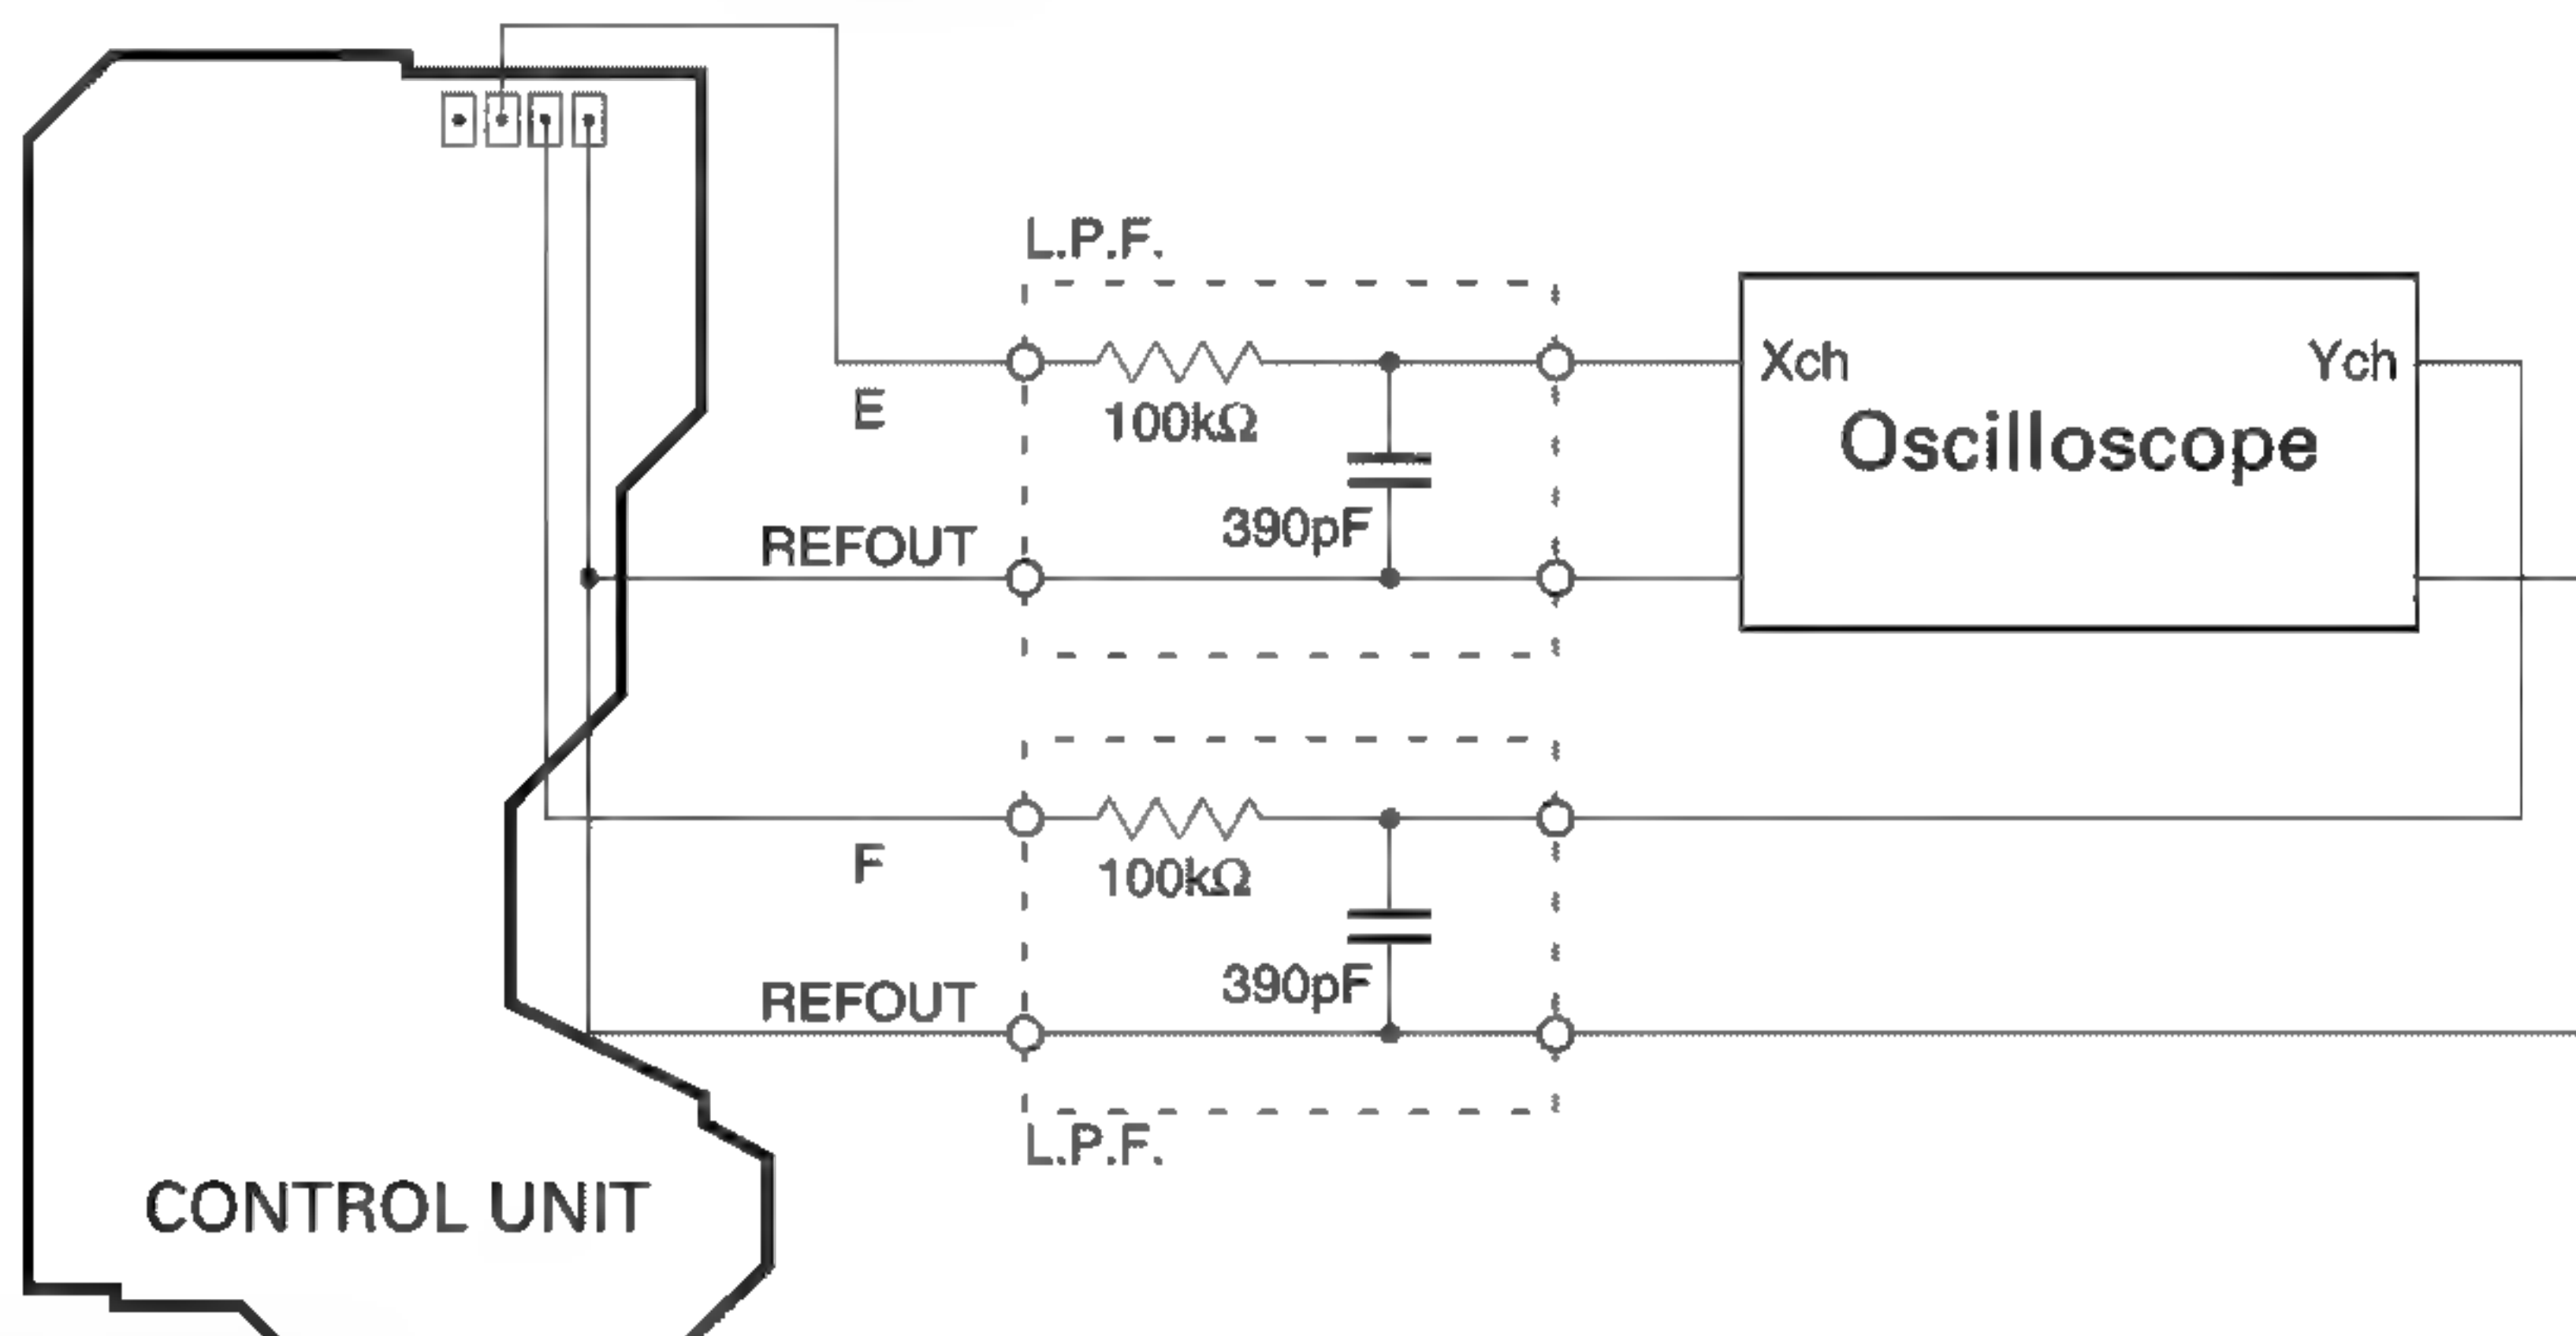 L.P.F.
Xch
Ych
E
100kΩ
Oscilloscope
REFOUT
390pF
F
100kΩ
REFOUT
390pF
L.P.F.
CONTROL UNIT